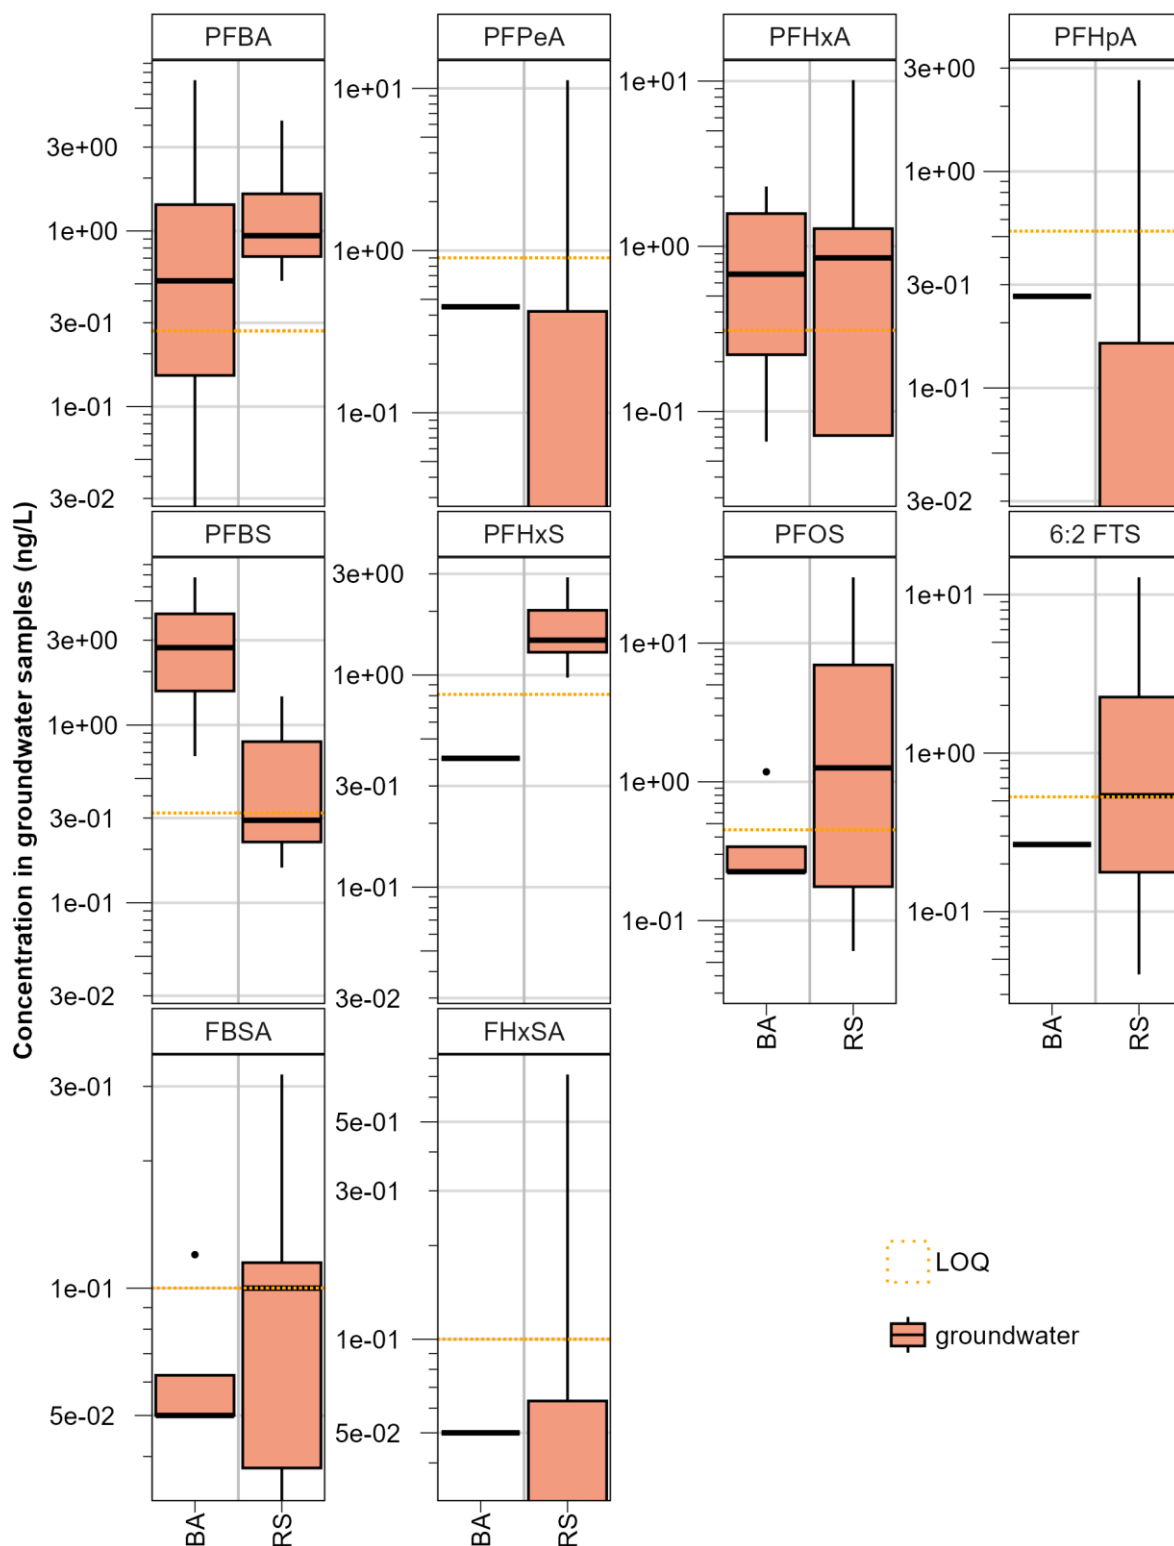 PFBA
PFPeA
PFHxA
PFHpA
3e+00
1e+00
3e-01
1e-01
3e-02
1e+01
1e+00
1e-01
1e+01
1e+00
1e-01
3e+00
1e+00
3e-01
1e-01
3e-02
Concentration in groundwater samples (ng/L)
PFBS
PFHxS
PFOS
6:2 FTS
3e+00
1e+00
3e-01
1e-01
3e-02
3e+00
1e+00
3e-01
1e-01
3e-02
1e+01
1e+00
1e-01
1e+01
1e+00
1e-01
BA
RS
BA
RS
FBSA
FHxSA
3e-01
1e-01
5e-02
5e-01
3e-01
1e-01
5e-02
BA
RS
BA
RS
LOQ
groundwater